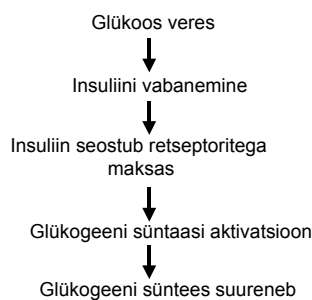 Glükoos veres
Insuliini vabanemine
Insuliin seostub retseptoritega
maksas
Glükogeeni süntaasi aktivatsioon
Glükogeeni süntees suureneb